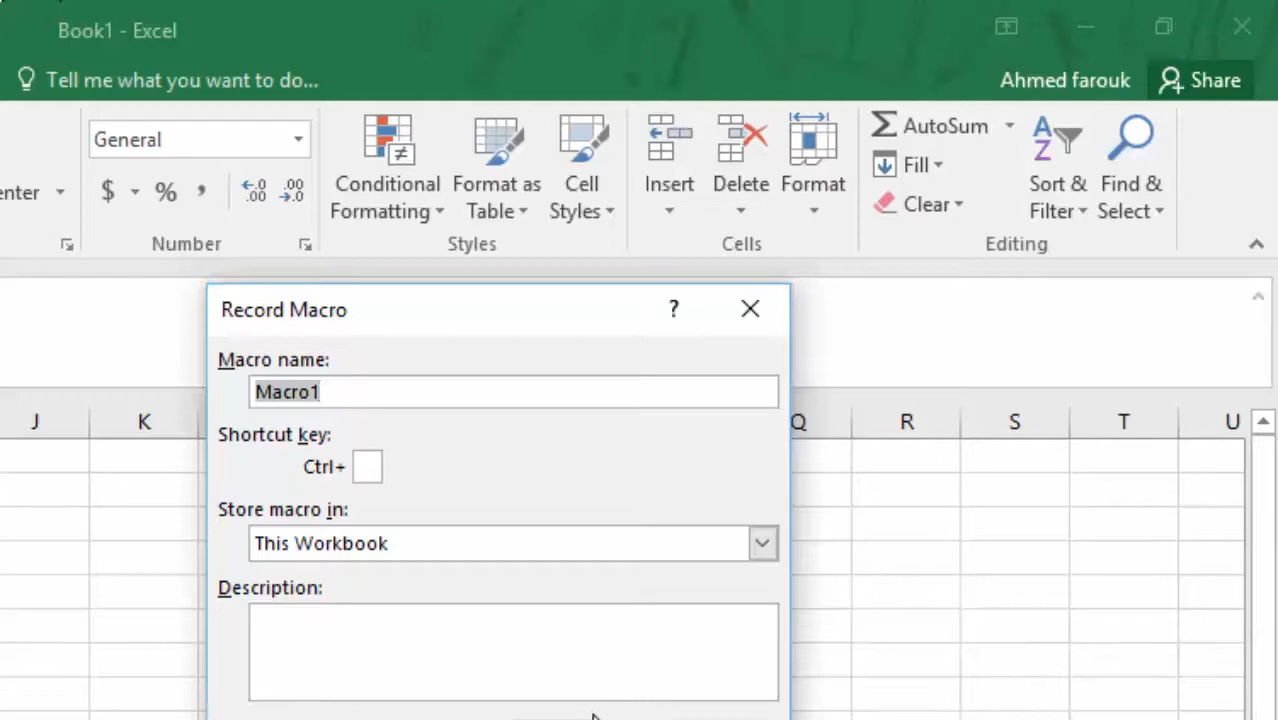 Book1 - Excel
Tell me what you want to do...
Ahmed farouk
Share
General
AutoSum
enter
$ % ,
.0 .00
.00 .0
Conditional Formatting
Format as Table
Cell Styles
Insert
Delete
Format
Fill
Clear
A
Z
Sort & Filter
Find & Select
Number
Styles
Cells
Editing
Record Macro
?
Macro name:
Macro1
J K Q R S T U
Shortcut key:
Ctrl+
Store macro in:
This Workbook
Description: